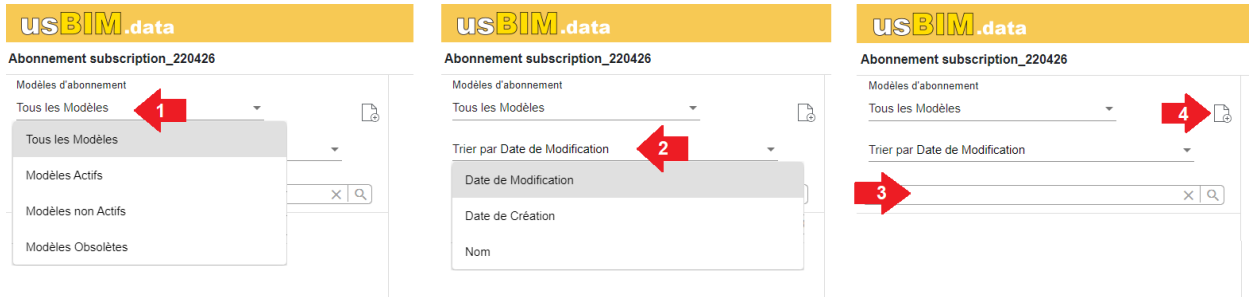 usBIM.data
Abonnement subscription_220426
Modèles d'abonnement
Tous les Modèles
1
Tous les Modèles
Modèles Actifs
Modèles non Actifs
Modèles Obsolètes
usBIM.data
Abonnement subscription_220426
Modèles d'abonnement
Tous les Modèles
Trier par Date de Modification
2
Date de Modification
Date de Création
Nom
usBIM.data
Abonnement subscription_220426
Modèles d'abonnement
Tous les Modèles
4
Trier par Date de Modification
3